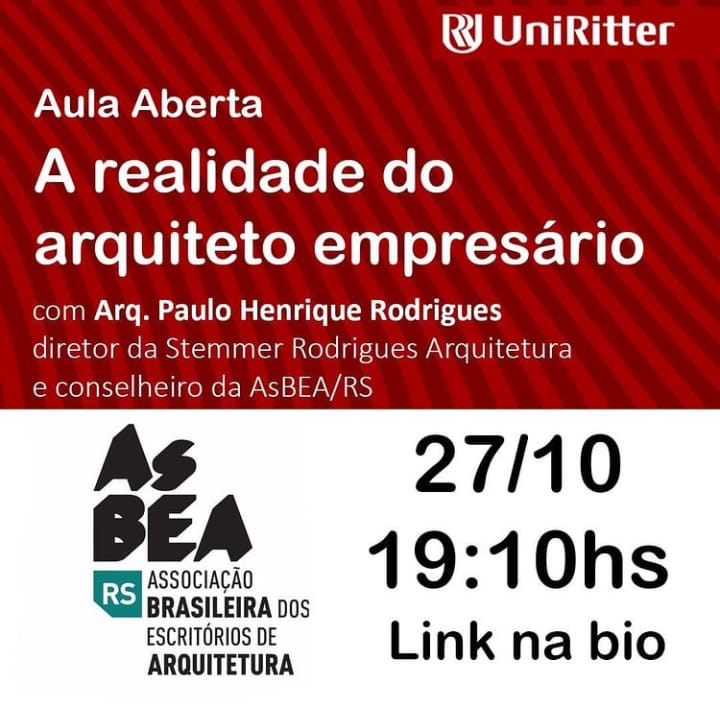 UniRitter
Aula Aberta
A realidade do
arquiteto empresário
com Arq. Paulo Henrique Rodrigues
diretor da Stemmer Rodrigues Arquitetura
e conselheiro da AsBEA/RS
AsBEA
RS
ASSOCIAÇÃO
BRASILEIRA DOS
ESCRITÓRIOS DE
ARQUITETURA
27/10
19:10hs
Link na bio